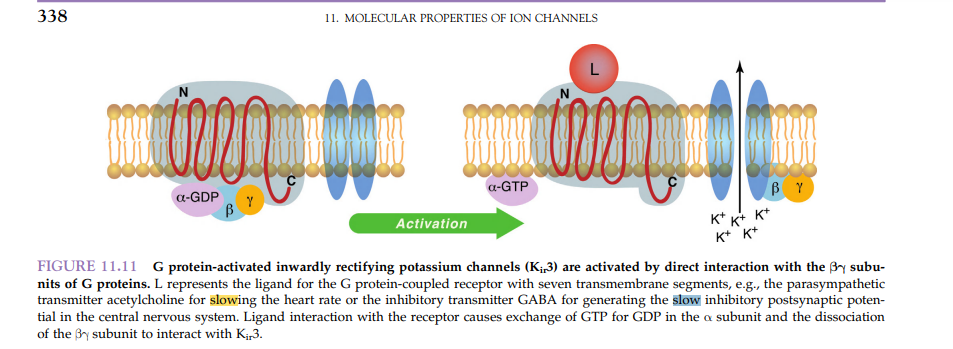 338
11. MOLECULAR PROPERTIES OF ION CHANNELS
N
C
α-GDP
β
γ
Activation
L
N
C
α-GTP
β
γ
K⁺ K⁺ K⁺
K⁺ K⁺
FIGURE 11.11 G protein-activated inwardly rectifying potassium channels (Kir3) are activated by direct interaction with the βγ subu-
nits of G proteins. L represents the ligand for the G protein-coupled receptor with seven transmembrane segments, e.g., the parasympathetic
transmitter acetylcholine for slowing the heart rate or the inhibitory transmitter GABA for generating the slow inhibitory postsynaptic poten-
tial in the central nervous system. Ligand interaction with the receptor causes exchange of GTP for GDP in the α subunit and the dissociation
of the βγ subunit to interact with Kir3.